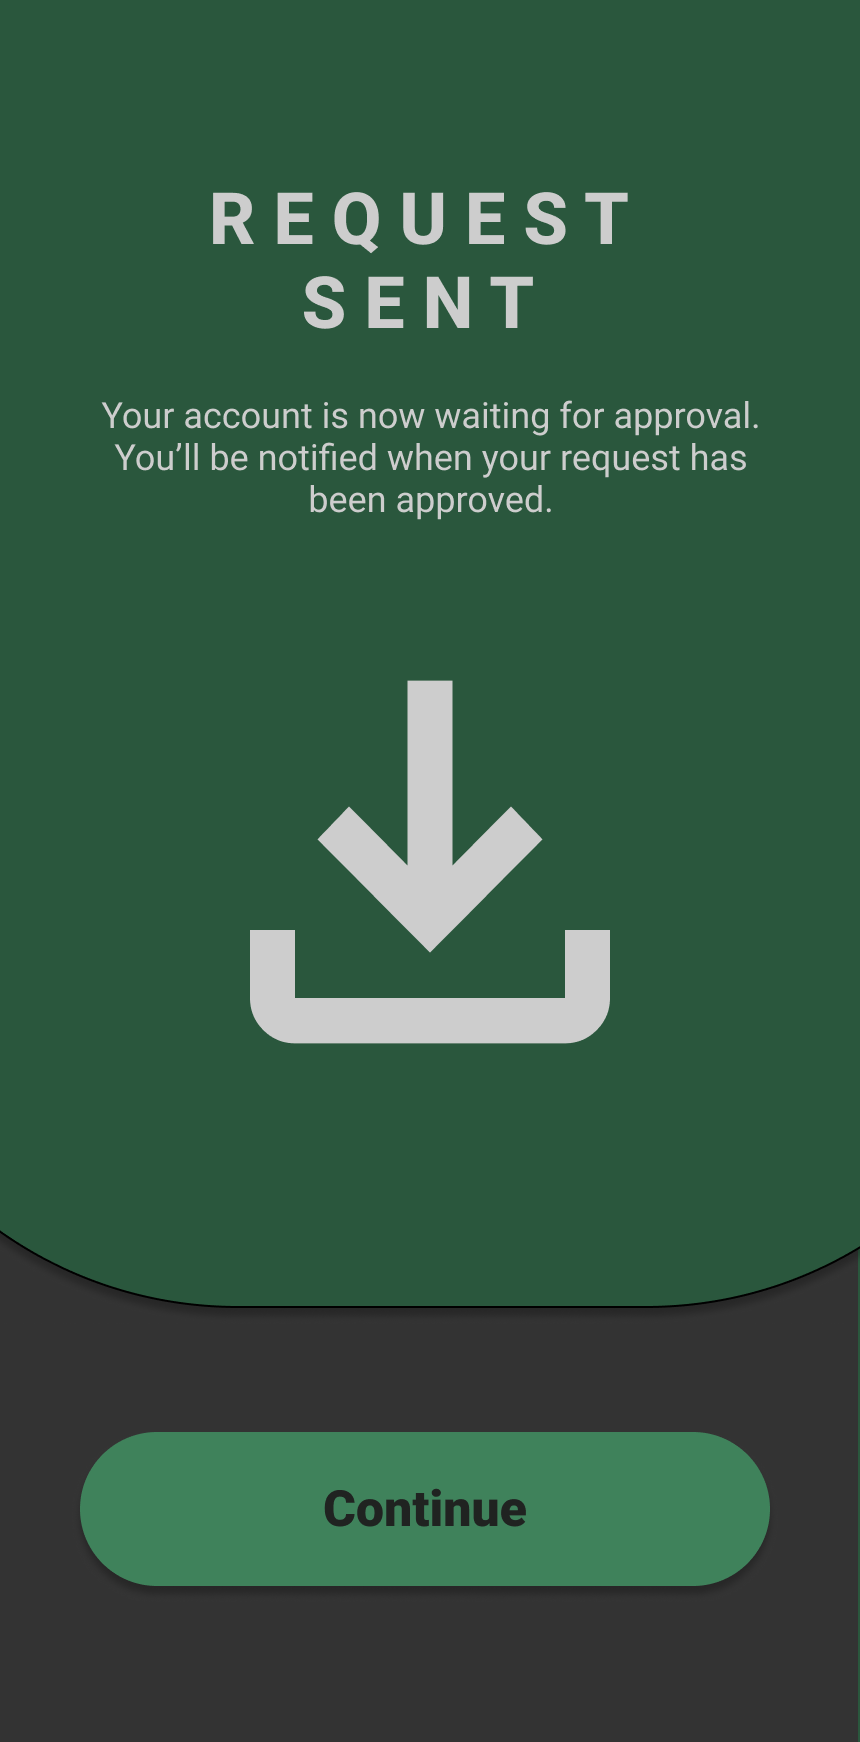 REQUEST
SENT
Your account is now waiting for approval.
You’ll be notified when your request has
been approved.
Continue